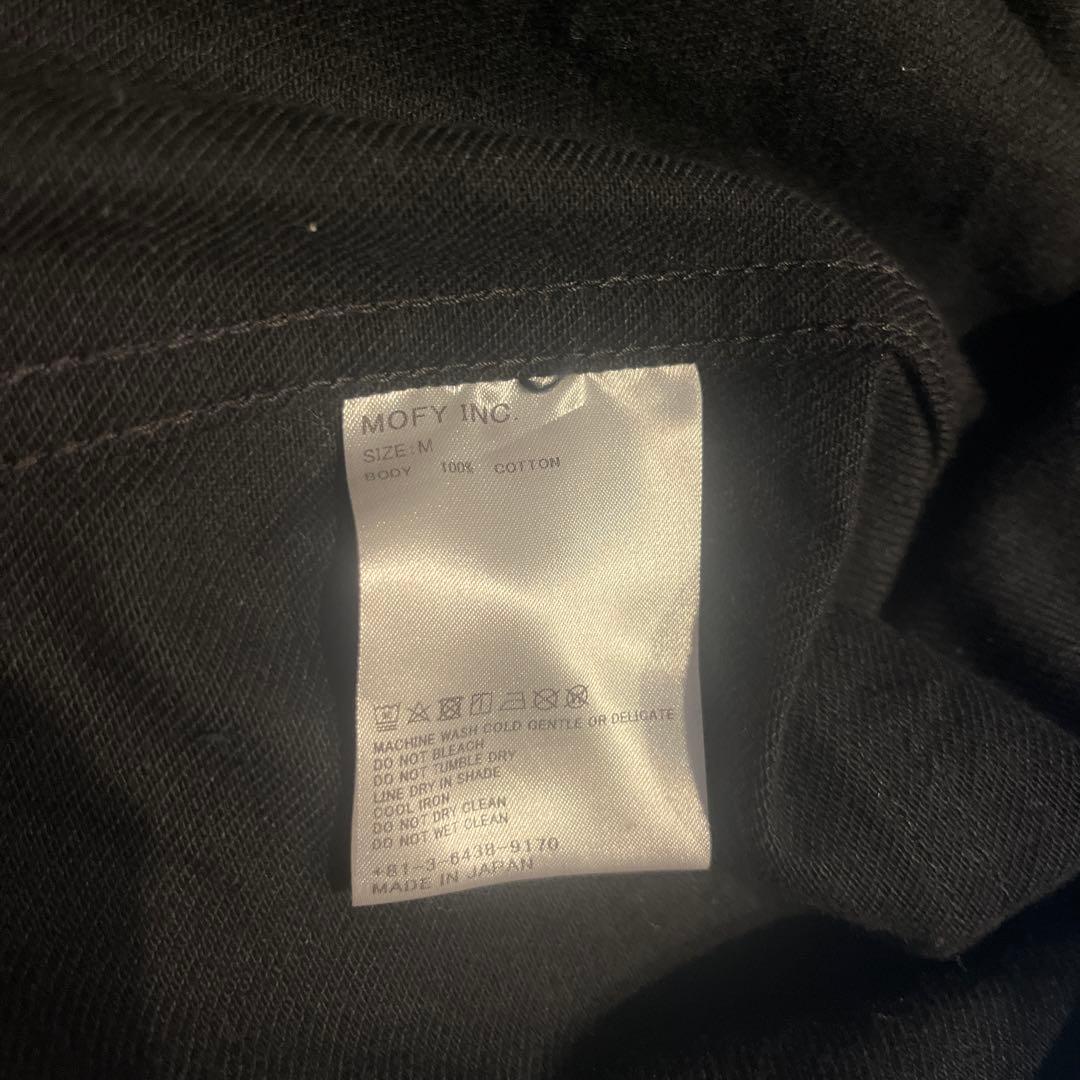 MOFY INC.
SIZE:M
BODY 100% COTTON
MACHINE WASH COLD GENTLE OR DELIGATE
DO NOT BLEACH
DO NOT TUMBLE DRY
LINE DRY IN SHADE
COOL IRON
DO NOT DRY CLEAN
DO NOT WET CLEAN
+81-3-6438-9170
MADE IN JAPAN